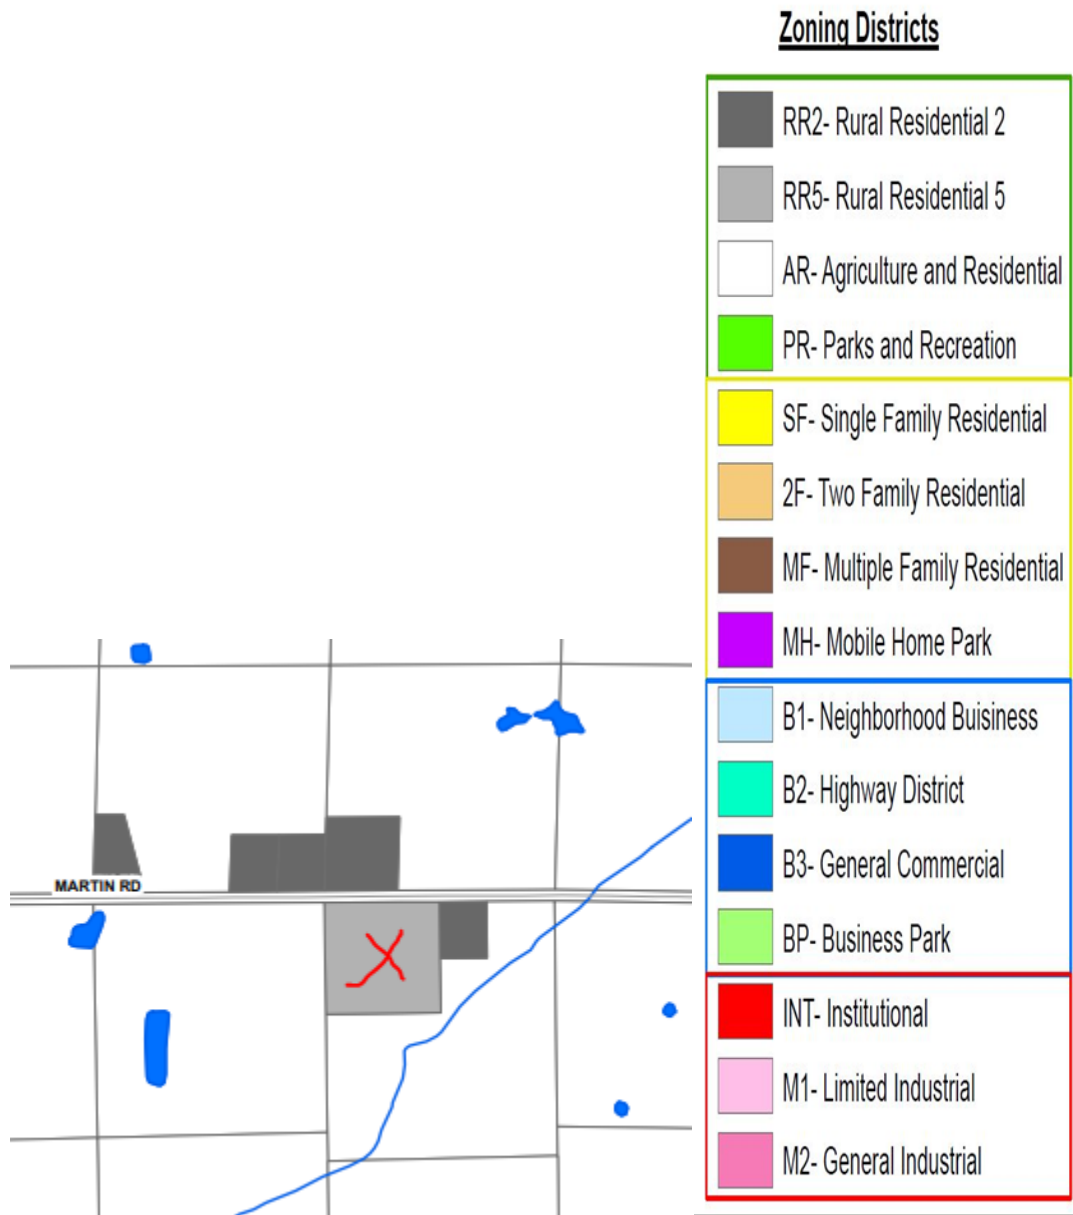 Zoning Districts
RR2- Rural Residential 2
RR5- Rural Residential 5
AR- Agriculture and Residential
PR- Parks and Recreation
SF- Single Family Residential
2F- Two Family Residential
MF- Multiple Family Residential
MH- Mobile Home Park
B1- Neighborhood Buisiness
B2- Highway District
B3- General Commercial
BP- Business Park
INT- Institutional
M1- Limited Industrial
M2- General Industrial
MARTIN RD